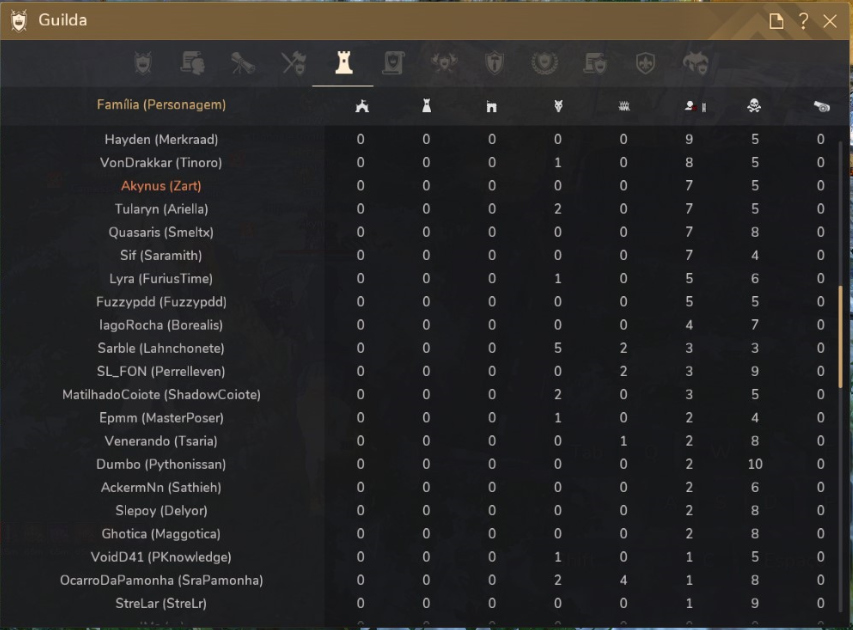 Guilda
?
Família (Personagem)
Hayden (Merkraad) 0 0 0 0 0 9 5 0
VonDrakkar (Tinoro) 0 0 0 1 0 8 5 0
Akynus (Zart) 0 0 0 0 0 7 5 0
Tularyn (Ariella) 0 0 0 2 0 7 5 0
Quasaris (Smeltx) 0 0 0 0 0 7 8 0
Sif (Saramith) 0 0 0 0 0 7 4 0
Lyra (FuriusTime) 0 0 0 1 0 5 6 0
Fuzzypdd (Fuzzypdd) 0 0 0 0 0 5 5 0
IagoRocha (Borealis) 0 0 0 0 0 4 7 0
Sarble (Lahnchonete) 0 0 0 5 2 3 3 0
SL_FON (Perrelleven) 0 0 0 0 2 3 9 0
MatilhadoCoiote (ShadowCoiote) 0 0 0 2 0 3 5 0
Epmm (MasterPoser) 0 0 0 1 0 2 4 0
Venerando (Tsaria) 0 0 0 0 1 2 8 0
Dumbo (Pythonissan) 0 0 0 0 0 2 10 0
AckermNn (Sathieh) 0 0 0 0 0 2 6 0
Slepoy (Delyor) 0 0 0 0 0 2 8 0
Ghotica (Maggotica) 0 0 0 0 0 2 8 0
VoidD41 (PKnowledge) 0 0 0 1 0 1 5 0
OcarroDaPamonha (SraPamonha) 0 0 0 2 4 1 8 0
StreLar (StreLr) 0 0 0 0 0 1 9 0